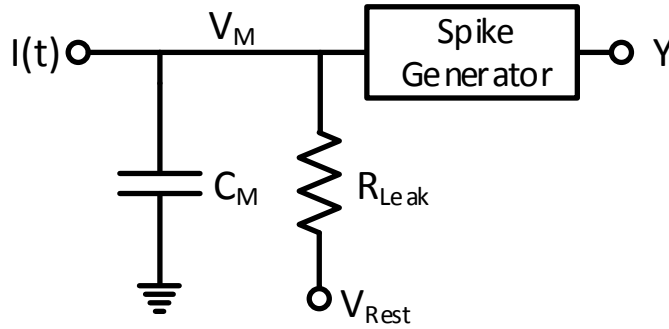 I(t)
V_M
Spike
Generator
Y
C_M
R_Leak
V_Rest